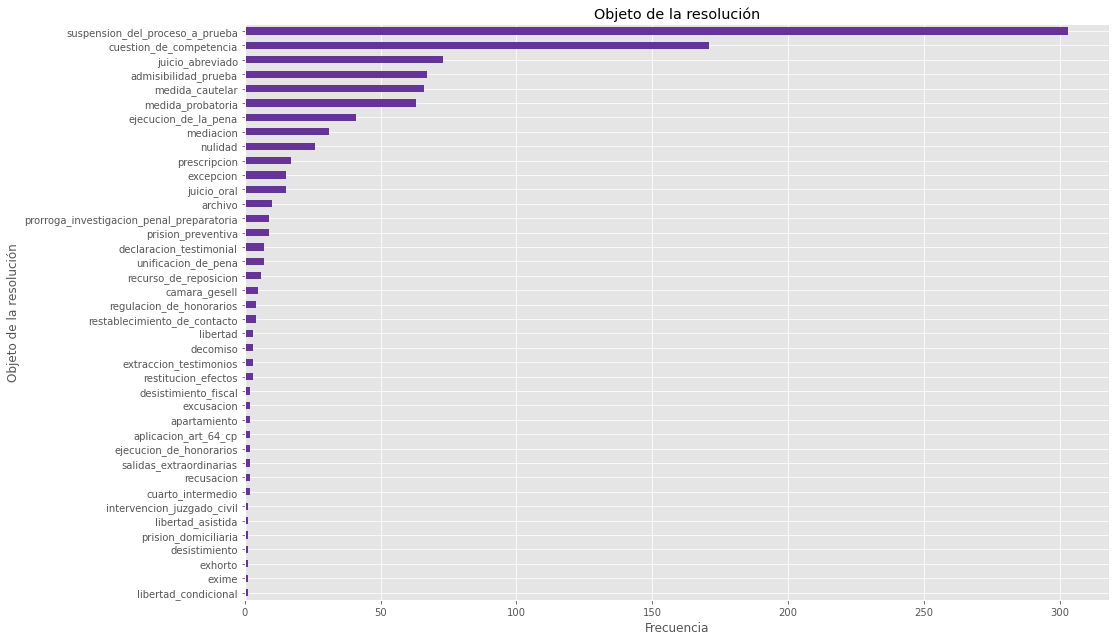 Objeto de la resolución
suspension_del_proceso_a_prueba
cuestion_de_competencia
juicio_abreviado
admisibilidad_prueba
medida_cautelar
medida_probatoria
ejecucion_de_la_pena
mediacion
nulidad
prescripcion
excepcion
juicio_oral
archivo
prorroga_investigacion_penal_preparatoria
prision_preventiva
declaracion_testimonial
unificacion_de_pena
recurso_de_reposicion
camara_gesell
regulacion_de_honorarios
restablecimiento_de_contacto
libertad
decomiso
extraccion_testimonios
restitucion_efectos
desistimiento_fiscal
excusacion
apartamiento
aplicacion_art_64_cp
ejecucion_de_honorarios
salidas_extraordinarias
recusacion
cuarto_intermedio
intervencion_juzgado_civil
libertad_asistida
prision_domiciliaria
desistimiento
exhorto
exime
libertad_condicional
Objeto de la resolución
0 50 100 150 200 250 300
Frecuencia